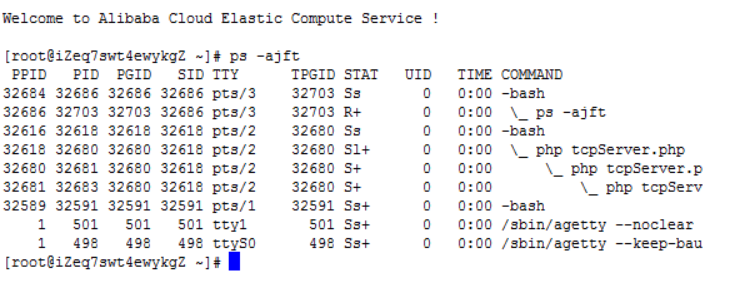 Welcome to Alibaba Cloud Elastic Compute Service !
[root@iZeq7swt4ewykgZ ~]# ps -ajft
PPID PID PGID SID TTY TPGID STAT UID TIME COMMAND
32684 32686 32686 32686 pts/3 32703 Ss 0 0:00 -bash
32686 32703 32703 32686 pts/3 32703 R+ 0 0:00 \_ ps -ajft
32616 32618 32618 32618 pts/2 32680 Ss 0 0:00 -bash
32618 32680 32680 32618 pts/2 32680 Sl+ 0 0:00 \_ php tcpServer.php
32680 32681 32680 32618 pts/2 32680 S+ 0 0:00 \_ php tcpServer.p
32681 32683 32680 32618 pts/2 32680 S+ 0 0:00 \_ php tcpServ
32589 32591 32591 32591 pts/1 32591 Ss+ 0 0:00 -bash
1 501 501 501 tty1 501 Ss+ 0 0:00 /sbin/agetty --noclear
1 498 498 498 ttyS0 498 Ss+ 0 0:00 /sbin/agetty --keep-bau
[root@iZeq7swt4ewykgZ ~]#